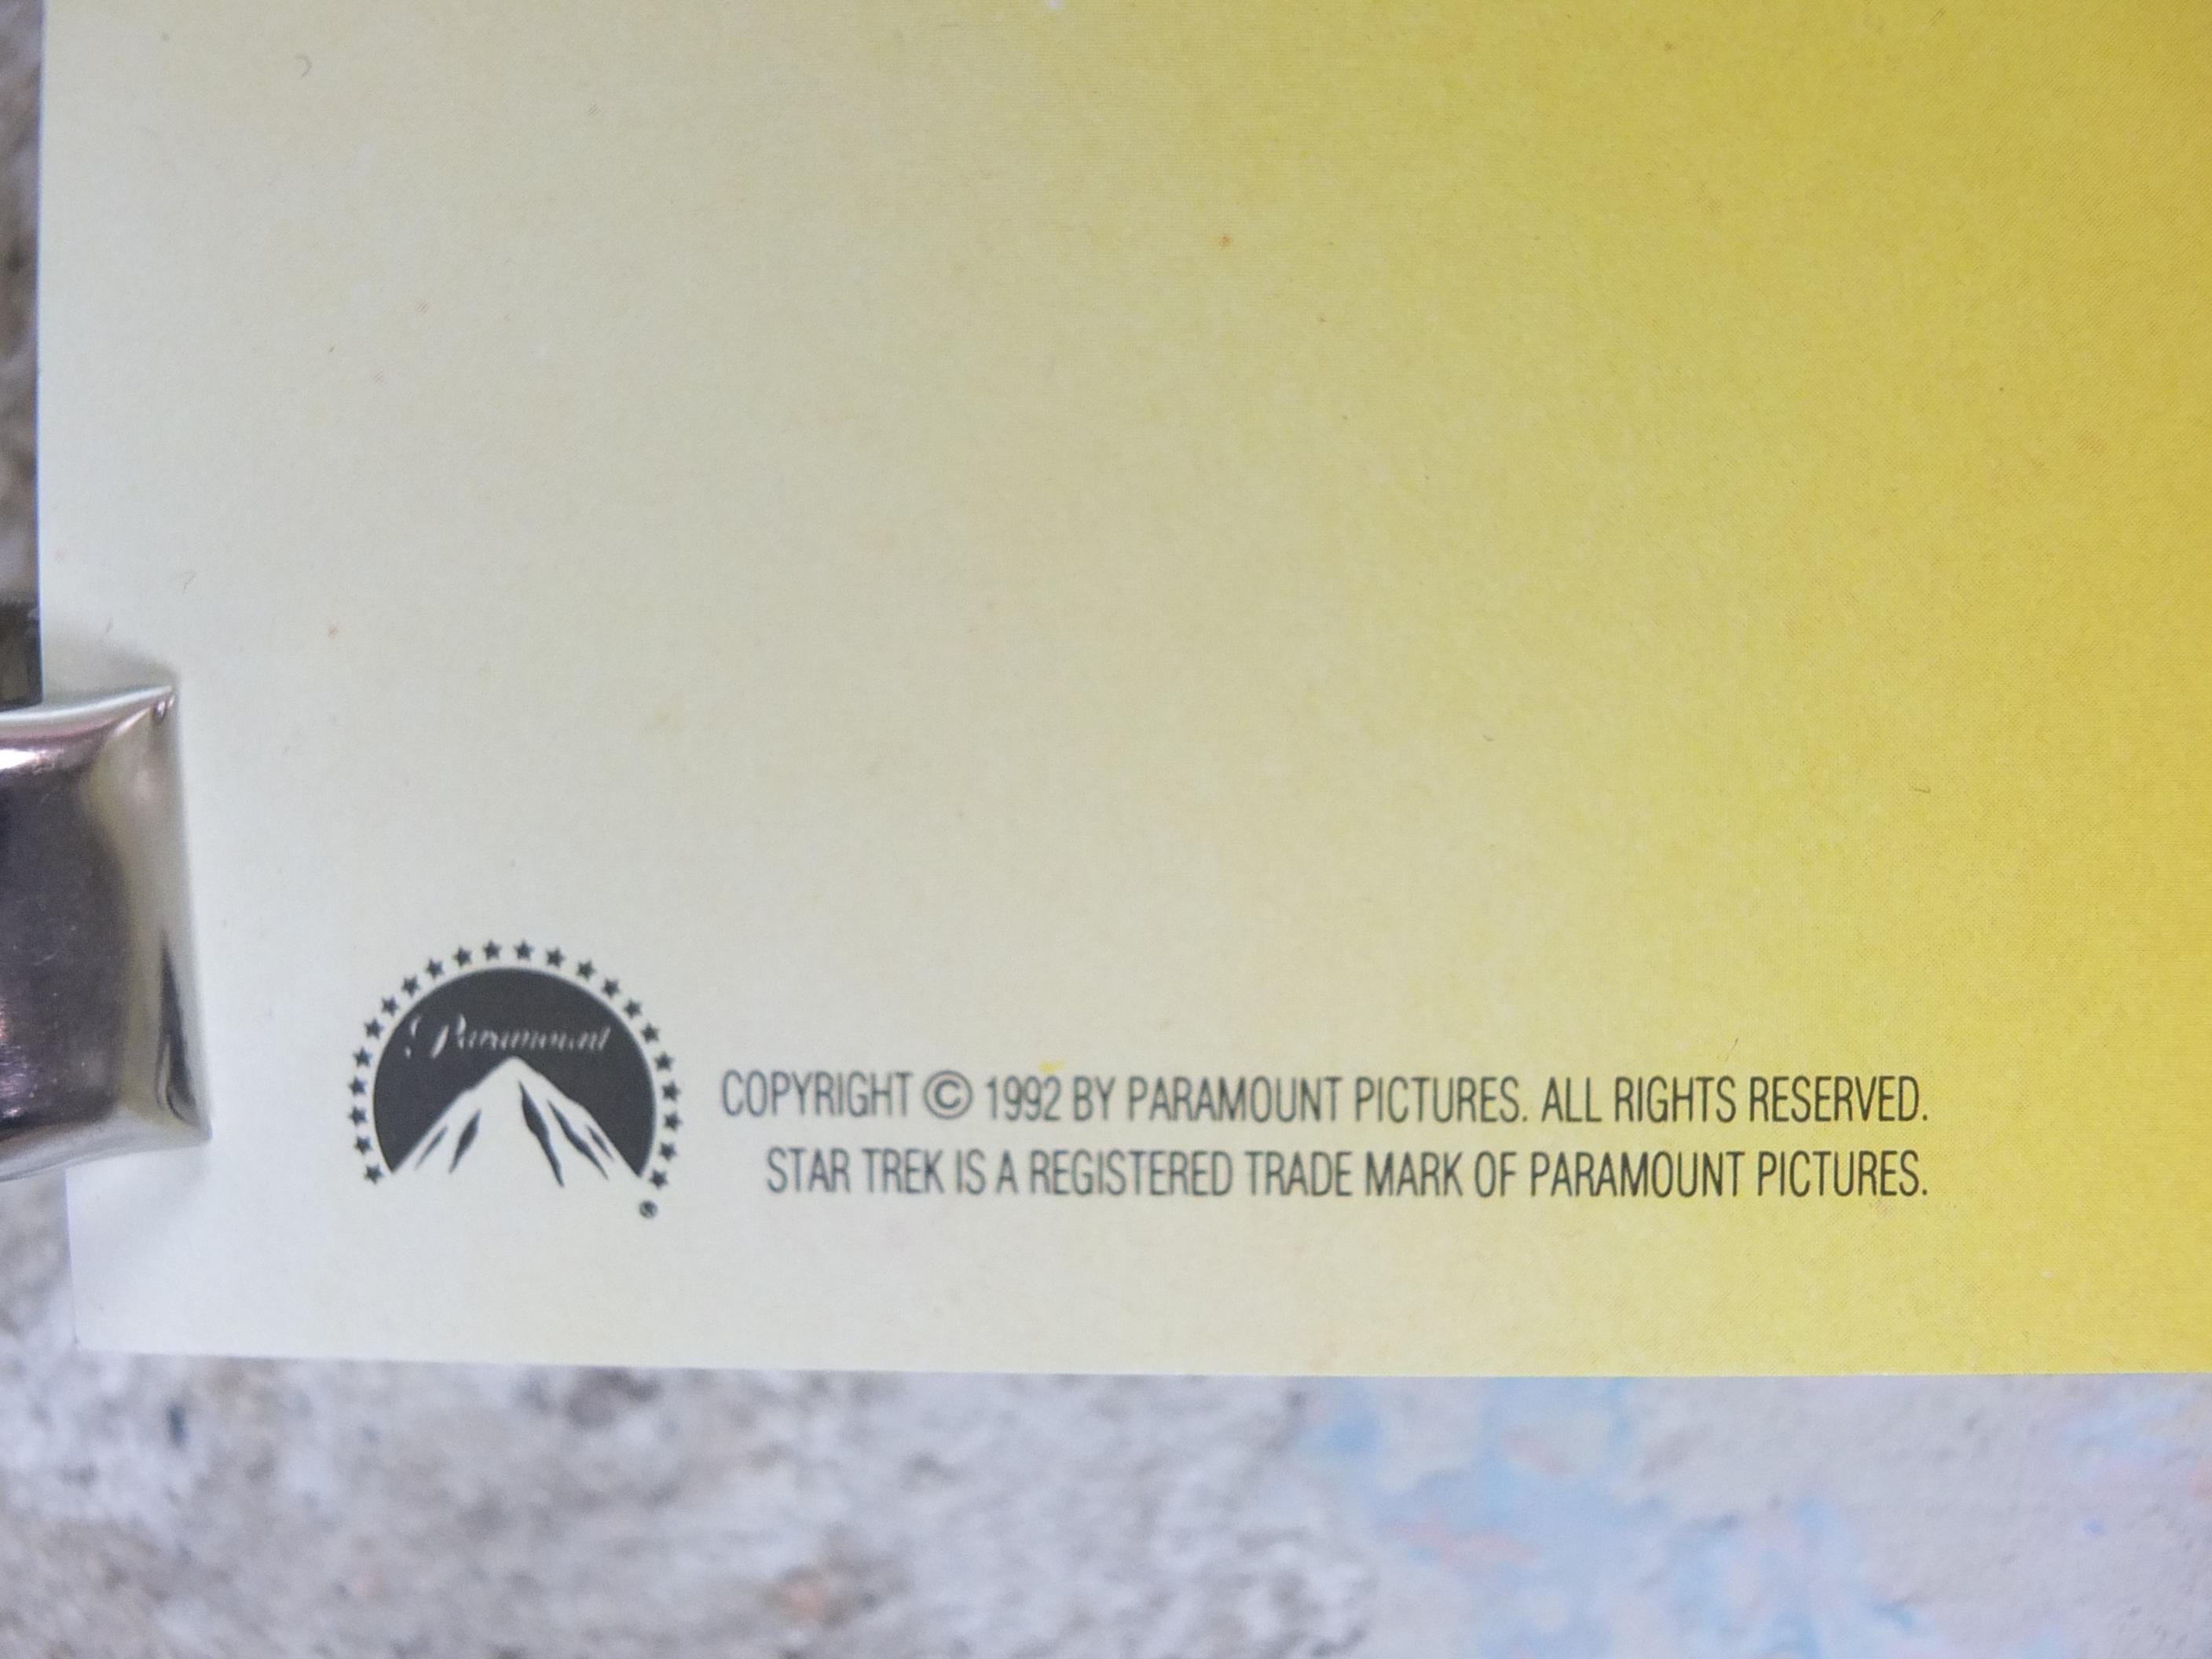 Paramount
®
COPYRIGHT © 1992 BY PARAMOUNT PICTURES. ALL RIGHTS RESERVED.
STAR TREK IS A REGISTERED TRADE MARK OF PARAMOUNT PICTURES.